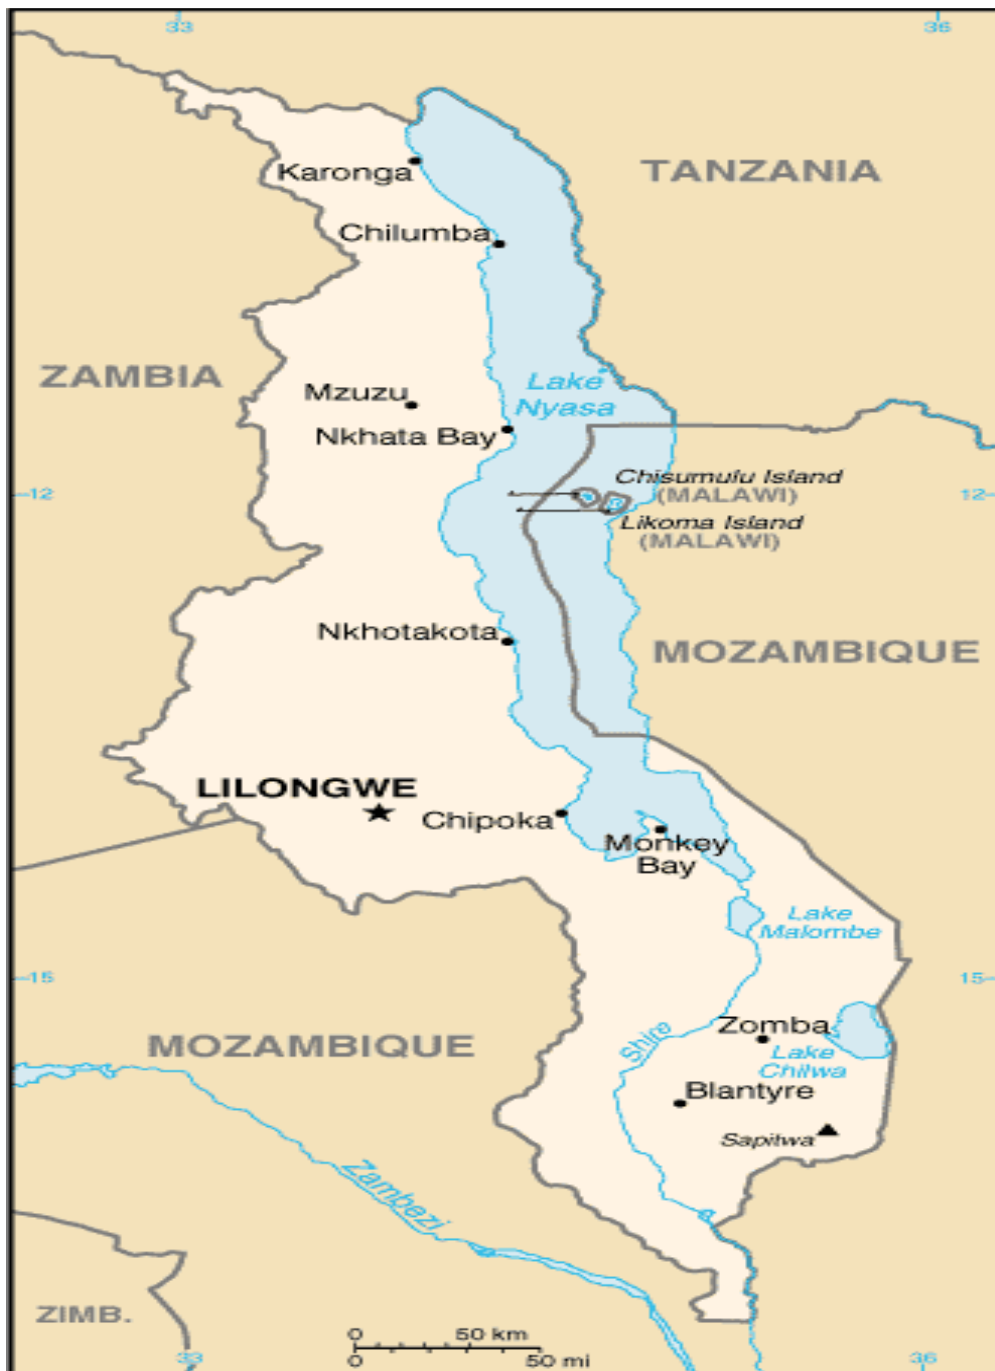 33
36
Karonga
TANZANIA
Chilumba
ZAMBIA
Lake
Nyasa
Mzuzu
Nkhata Bay
Chisumulu Island
12
(MALAWI)
12
Likoma Island
(MALAWI)
Nkhotakota
MOZAMBIQUE
LILONGWE
Chipoka
Monkey
Bay
Lake
Malombe
15
15
Zomba
Shire
MOZAMBIQUE
Lake
Chilwa
Blantyre
Sapitwa
Zambezi
ZIMB.
0
50 km
0
50 mi
33
36